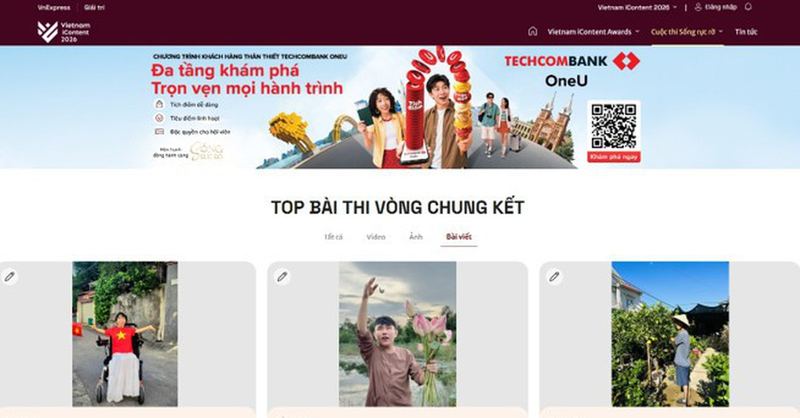 VnExpress Giải trí
Vietnam iContent 2026
Đăng nhập
Vietnam
iContent
2026
Vietnam iContent Awards
Cuộc thi Sống rực rỡ
Tin tức
CHƯƠNG TRÌNH KHÁCH HÀNG THÂN THIẾT TECHCOMBANK ONEU
Đa tầng khám phá
Trọn vẹn mọi hành trình
Tích điểm dễ dàng
Tiêu điểm linh hoạt
Đặc quyền cho hội viên
TECHCOMBANK
OneU
Khám phá ngay
TOP BÀI THI VÒNG CHUNG KẾT
Tất cả
Video
Ảnh
Bài viết